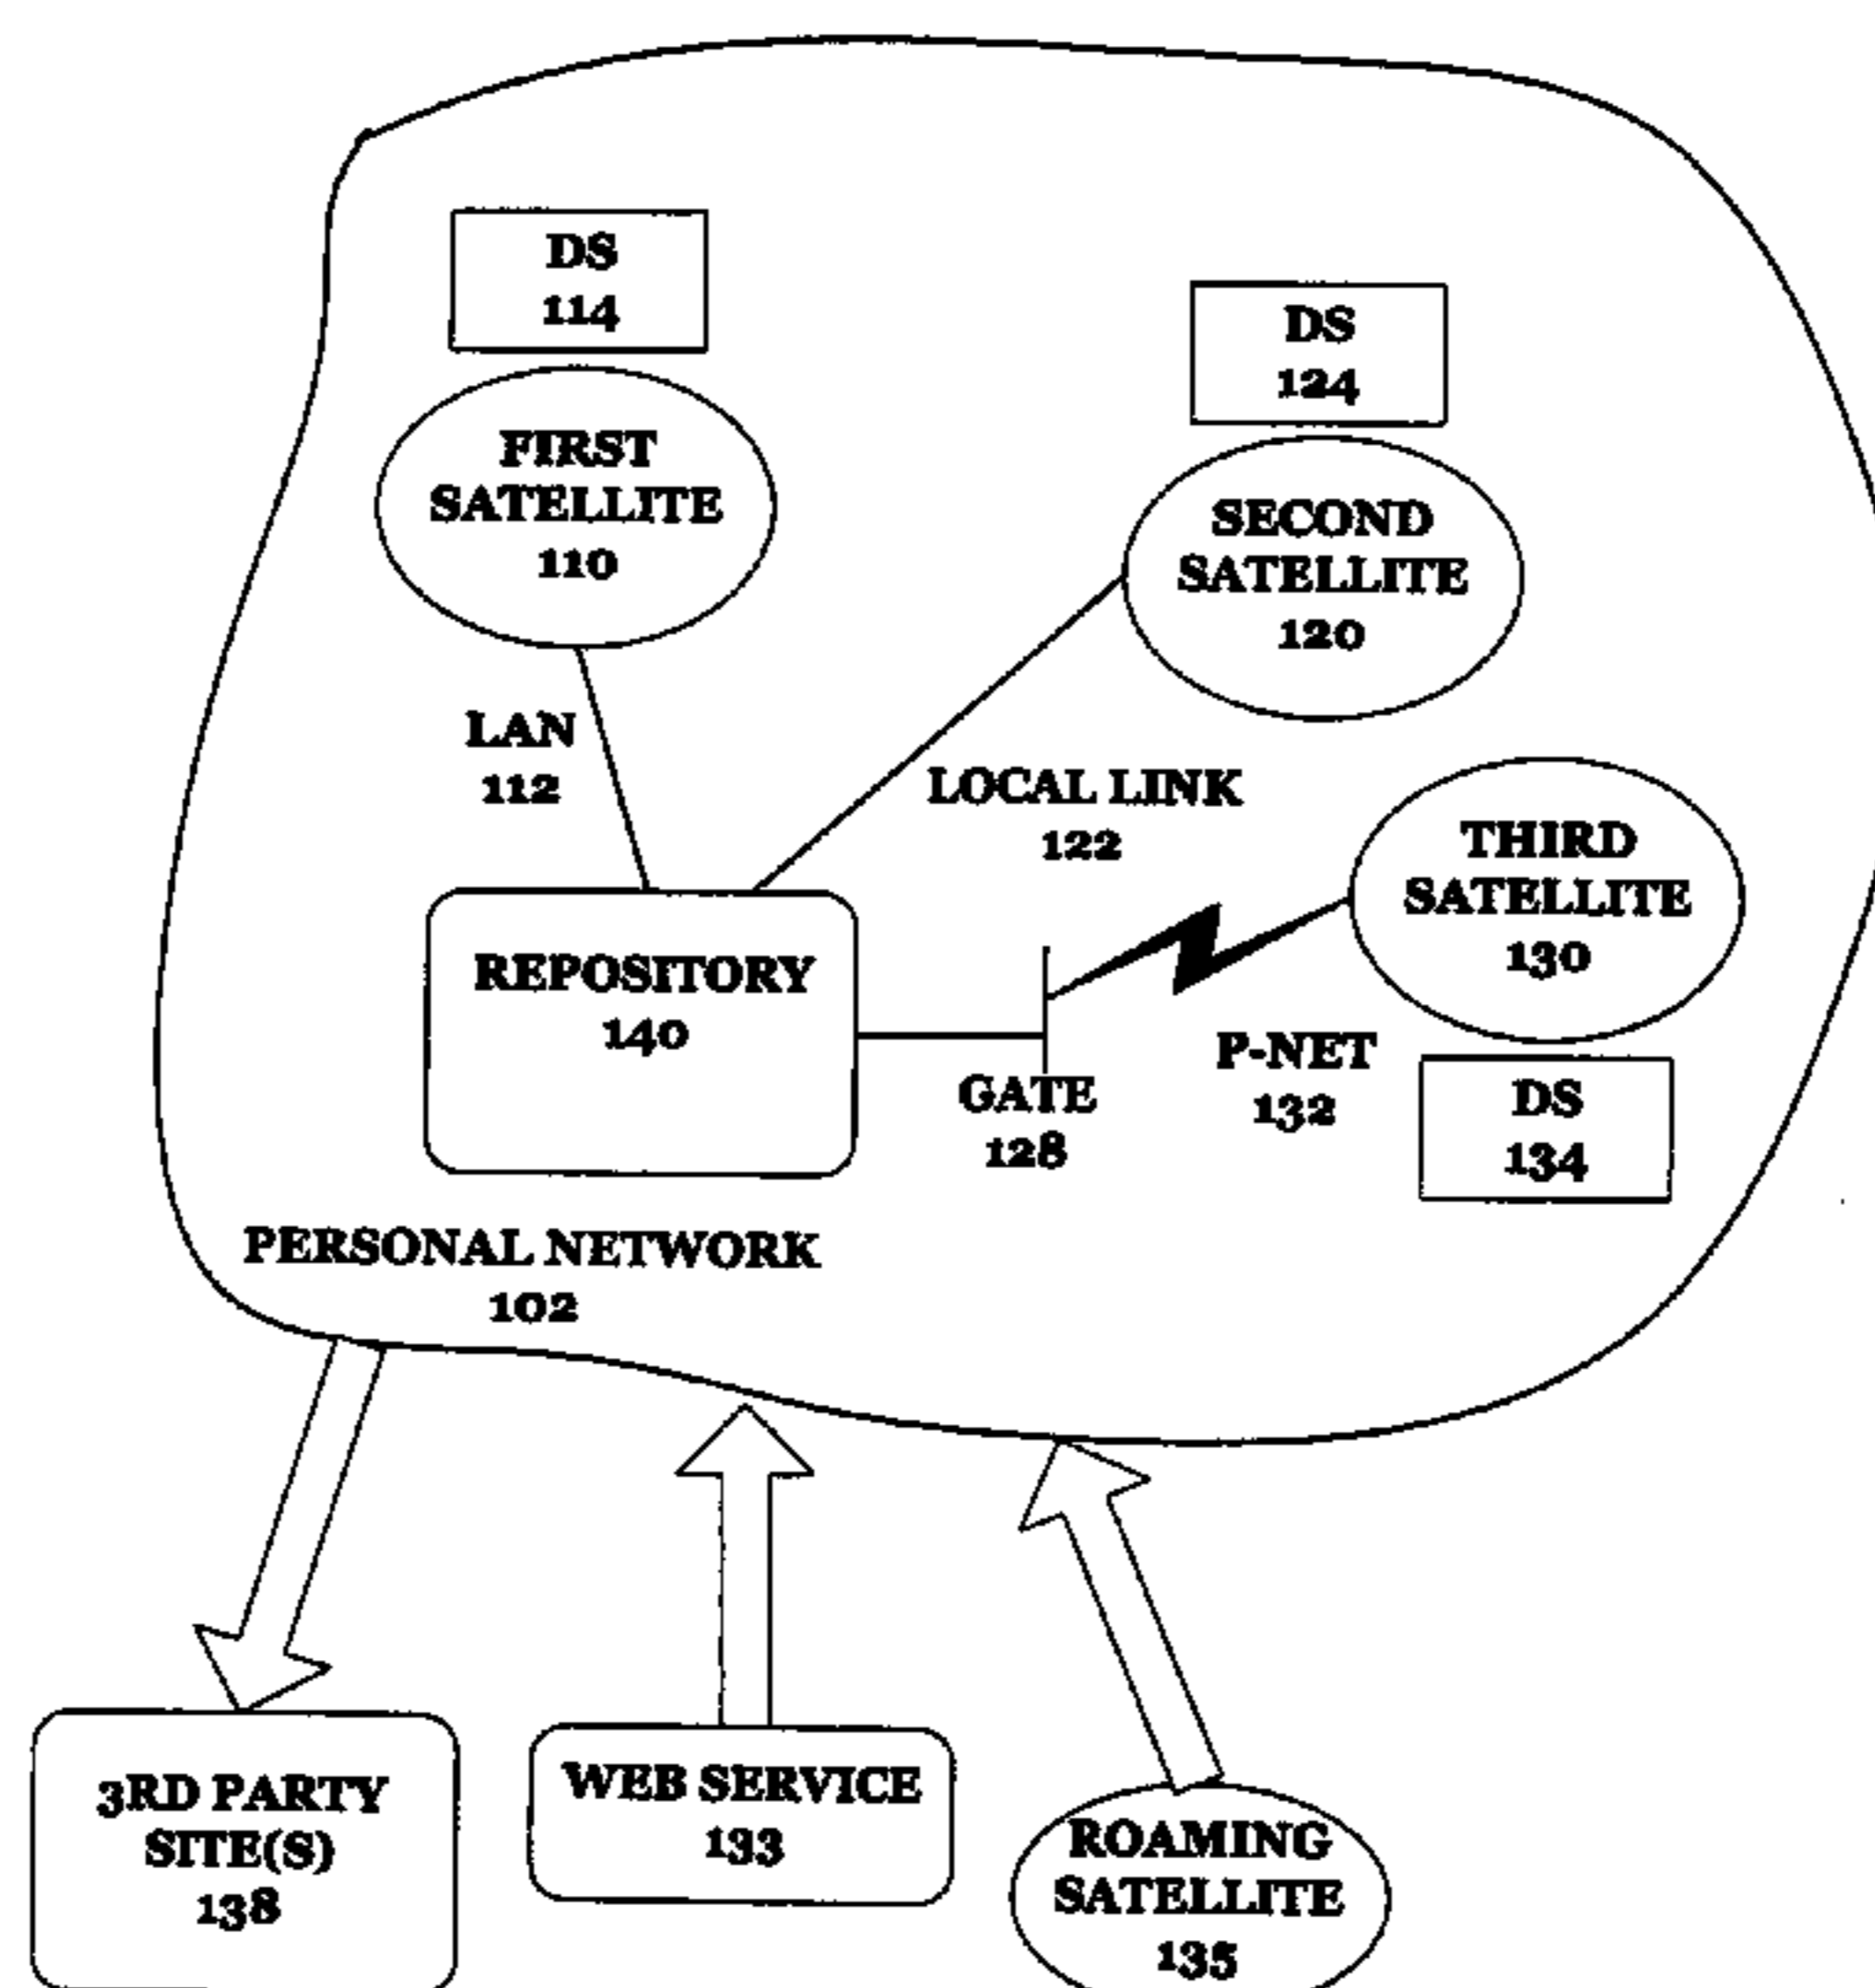 DS
114
DS
124
FIRST
SATELLITE
110
SECOND
SATELLITE
120
LAN
112
LOCAL LINK
122
THIRD
SATELLITE
130
REPOSITORY
140
P-NET
132
GATE
128
DS
134
PERSONAL NETWORK
102
3RD PARTY
SITE(S)
138
WEB SERVICE
133
ROAMING
SATELLITE
135